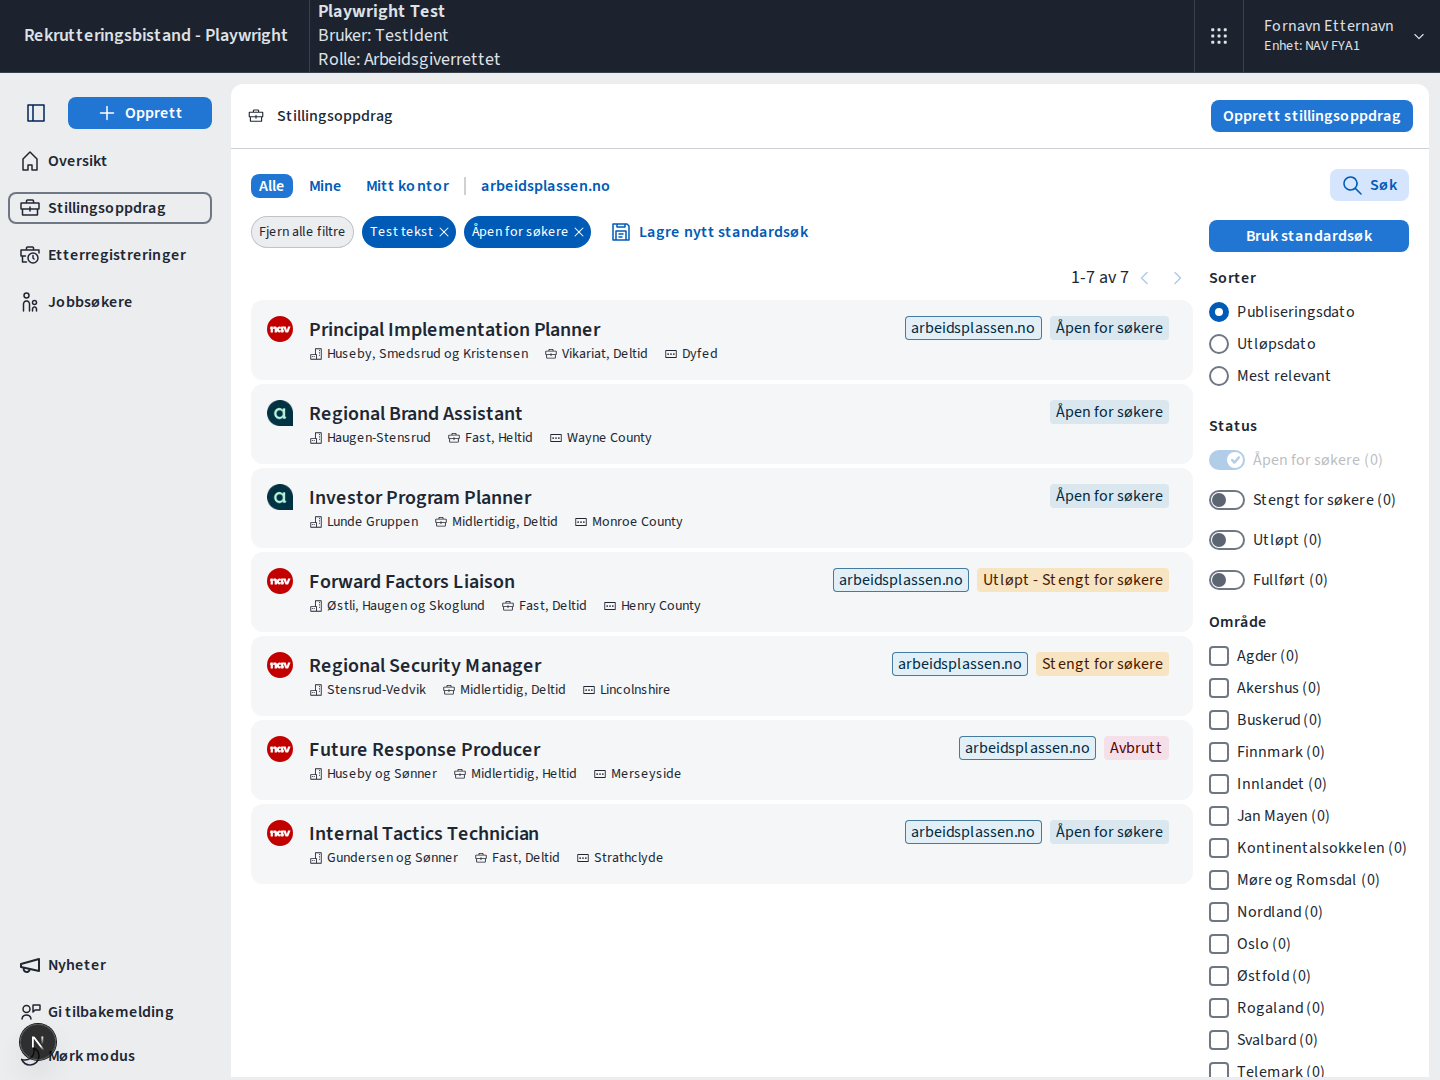 Rekrutteringsbistand - Playwright
Playwright Test
Bruker: TestIdent
Rolle: Arbeidsgiverrettet
Fornavn Etternavn
Enhet: NAV FYA1
Opprett
Oversikt
Stillingsoppdrag
Etterregistreringer
Jobbsøkere
Nyheter
Gi tilbakemelding
N
Mørk modus
Stillingsoppdrag
Opprett stillingsoppdrag
Alle
Mine
Mitt kontor
arbeidsplassen.no
Søk
Fjern alle filtre
Test tekst
Åpen for søkere
Lagre nytt standardsøk
1-7 av 7
nav
Principal Implementation Planner
arbeidsplassen.no
Åpen for søkere
Huseby, Smedsrud og Kristensen
Vikariat, Deltid
Dyfed
a
Regional Brand Assistant
Åpen for søkere
Haugen-Stensrud
Fast, Heltid
Wayne County
a
Investor Program Planner
Åpen for søkere
Lunde Gruppen
Midlertidig, Deltid
Monroe County
nav
Forward Factors Liaison
arbeidsplassen.no
Utløpt - Stengt for søkere
Østli, Haugen og Skoglund
Fast, Deltid
Henry County
nav
Regional Security Manager
arbeidsplassen.no
Stengt for søkere
Stensrud-Vedvik
Midlertidig, Deltid
Lincolnshire
nav
Future Response Producer
arbeidsplassen.no
Avbrutt
Huseby og Sønner
Midlertidig, Heltid
Merseyside
nav
Internal Tactics Technician
arbeidsplassen.no
Åpen for søkere
Gundersen og Sønner
Fast, Deltid
Strathclyde
Bruk standardsøk
Sorter
Publiseringsdato
Utløpsdato
Mest relevant
Status
Åpen for søkere (0)
Stengt for søkere (0)
Utløpt (0)
Fullført (0)
Område
Agder (0)
Akershus (0)
Buskerud (0)
Finnmark (0)
Innlandet (0)
Jan Mayen (0)
Kontinentalsokkelen (0)
Møre og Romsdal (0)
Nordland (0)
Oslo (0)
Østfold (0)
Rogaland (0)
Svalbard (0)
Telemark (0)